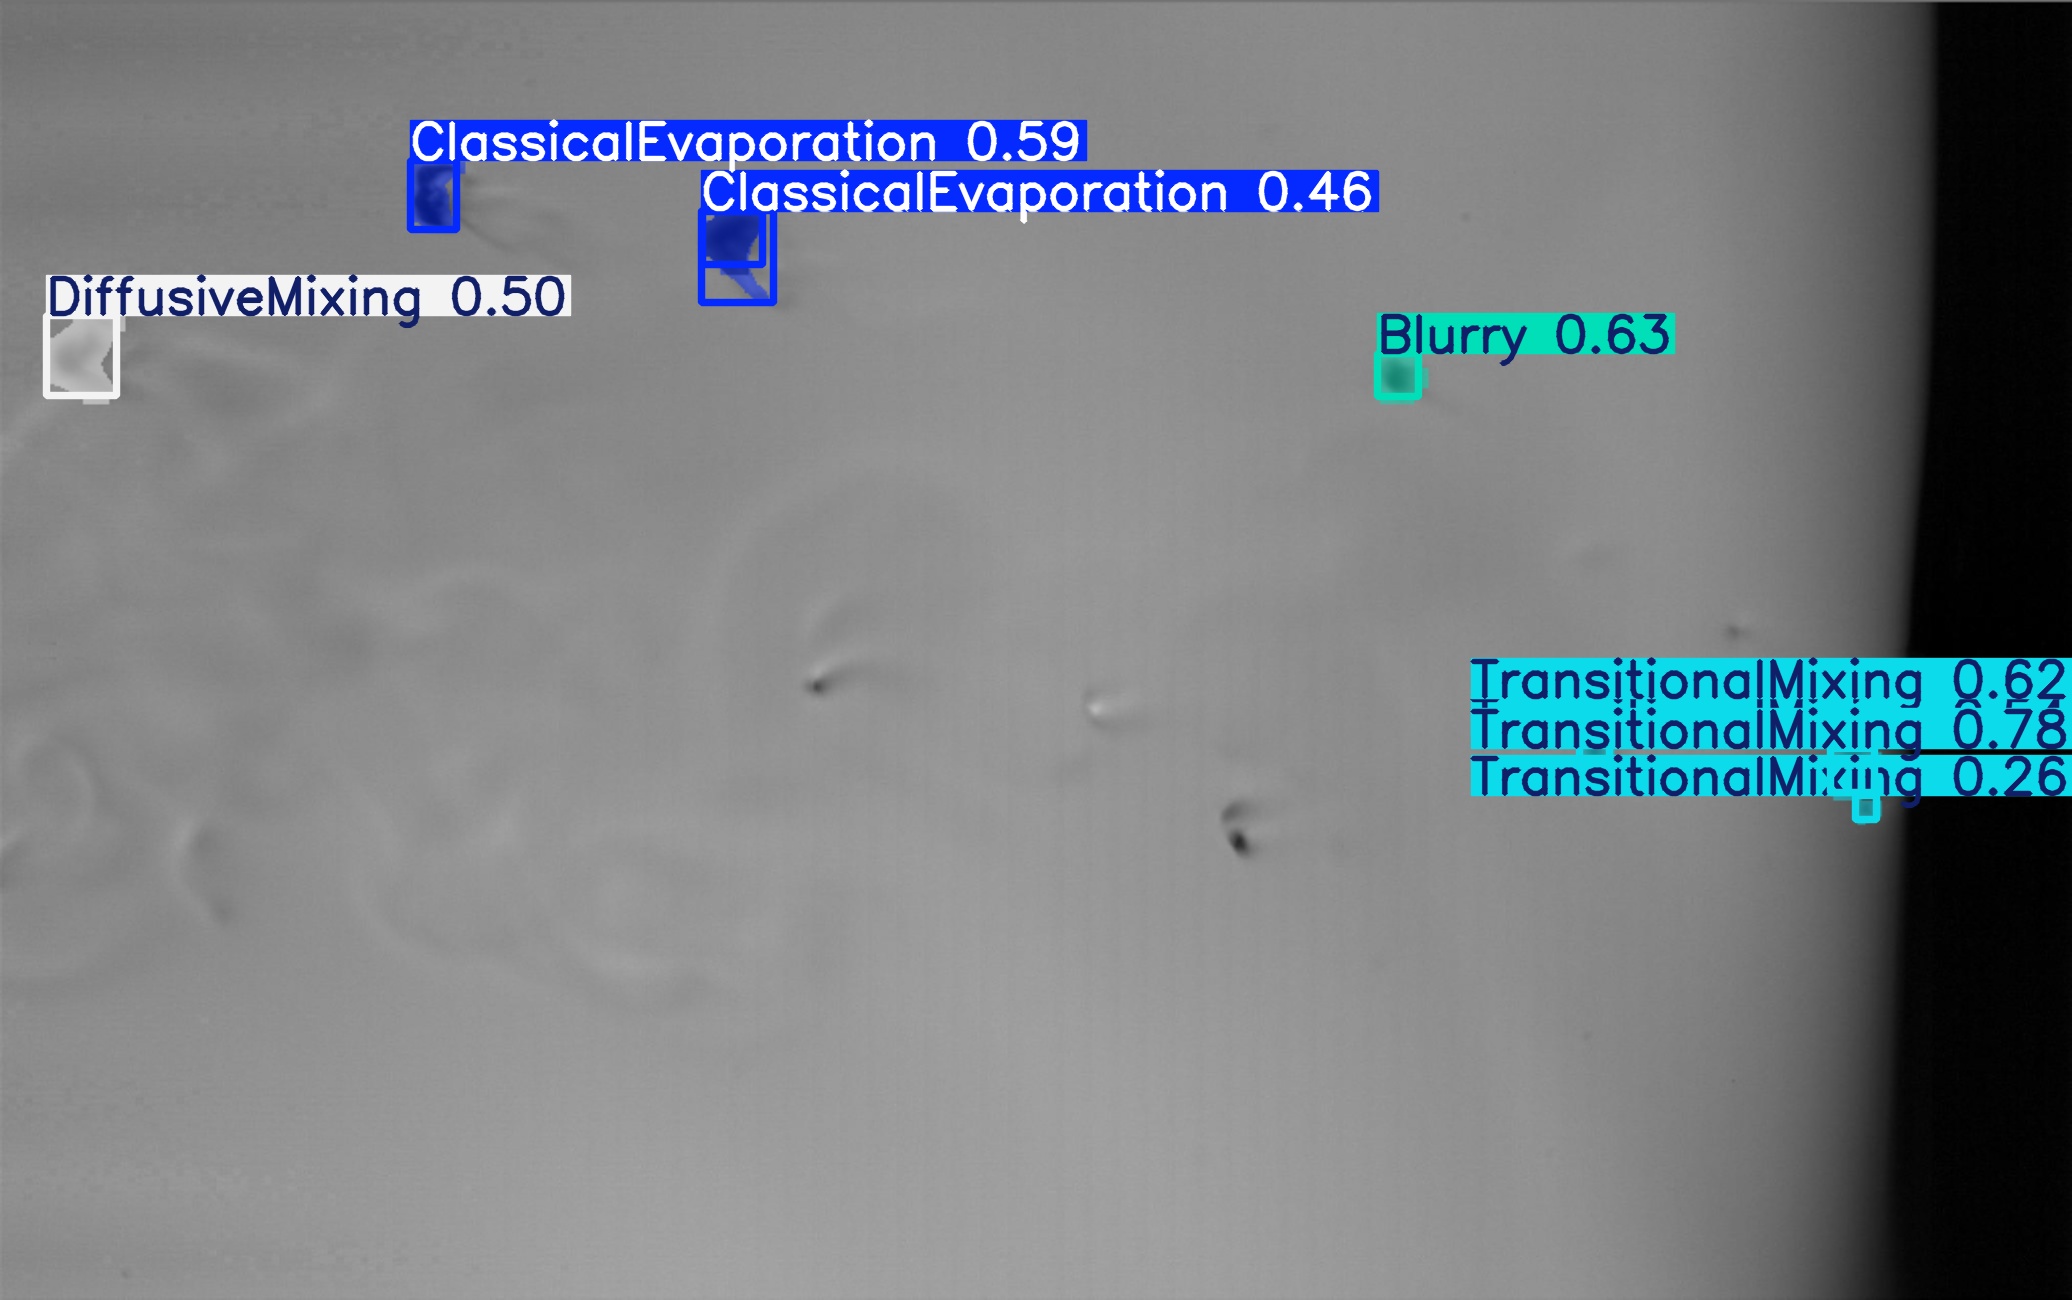 ClassicalEvaporation 0.59
ClassicalEvaporation 0.46
DiffusiveMixing 0.50
Blurry 0.63
TransitionalMixing 0.62
TransitionalMixing 0.78
TransitionalMixing 0.26